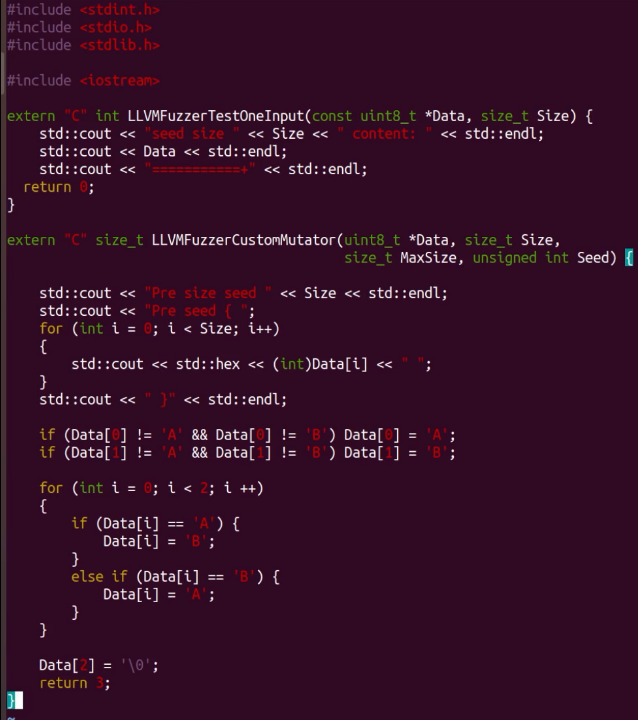 #include <stdint.h>
#include <stdio.h>
#include <stdlib.h>

#include <iostream>

extern "C" int LLVMFuzzerTestOneInput(const uint8_t *Data, size_t Size) {
    std::cout << "seed size " << Size << " content: " << std::endl;
    std::cout << Data << std::endl;
    std::cout << "===========+" << std::endl;
  return 0;
}

extern "C" size_t LLVMFuzzerCustomMutator(uint8_t *Data, size_t Size,
                                          size_t MaxSize, unsigned int Seed) {

    std::cout << "Pre size seed " << Size << std::endl;
    std::cout << "Pre seed { ";
    for (int i = 0; i < Size; i++)
    {
        std::cout << std::hex << (int)Data[i] << " ";
    }
    std::cout << " }" << std::endl;

    if (Data[0] != 'A' && Data[0] != 'B') Data[0] = 'A';
    if (Data[1] != 'A' && Data[1] != 'B') Data[1] = 'B';

    for (int i = 0; i < 2; i ++)
    {
        if (Data[i] == 'A') {
            Data[i] = 'B';
        }
        else if (Data[i] == 'B') {
            Data[i] = 'A';
        }
    }

    Data[2] = '\0';
    return 3;
}
~